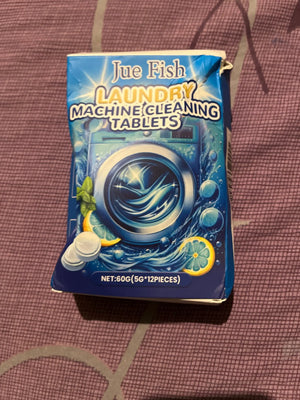 Jue Fish
LAUNDRY
MACHINE CLEANING
TABLETS
NET:60G(5G*12PIECES)